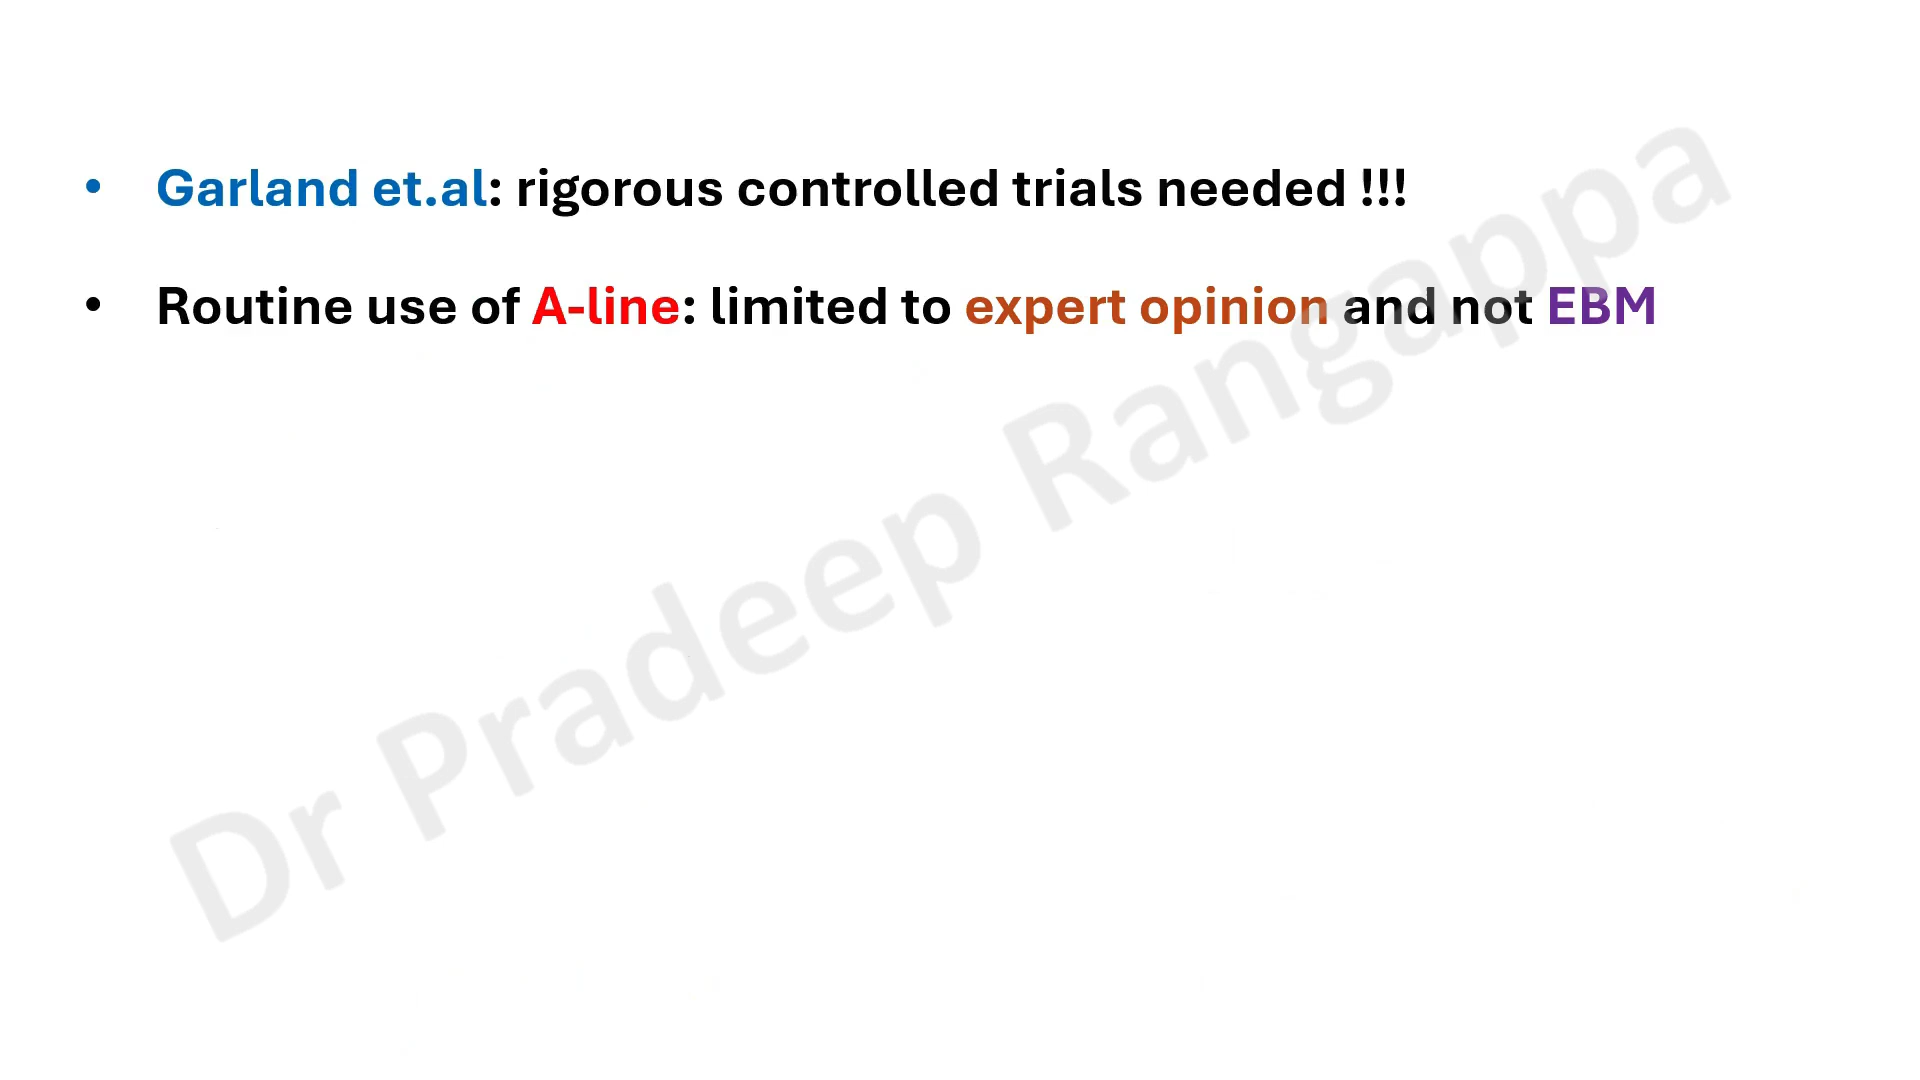 • Garland et.al: rigorous controlled trials needed !!!
• Routine use of A-line: limited to expert opinion and not EBM
Dr Pradeep Rangappa